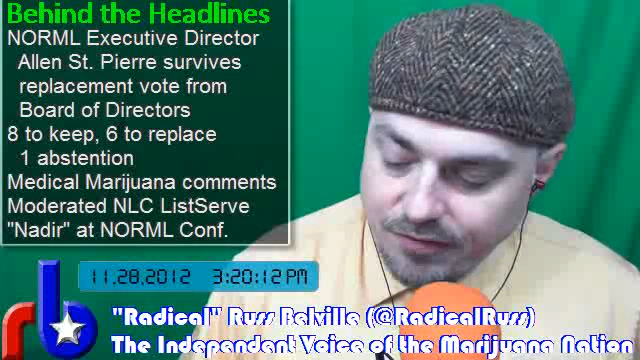 Behind the Headlines
NORML Executive Director
Allen St. Pierre survives
replacement vote from
Board of Directors
8 to keep, 6 to replace
1 abstention
Medical Marijuana comments
Moderated NLC ListServe
"Nadir" at NORML Conf.
11.28.2012 3:20:12 PM
rb
"Radical" Russ Belville (@RadicalRuss)
The Independent Voice of the Marijuana Nation